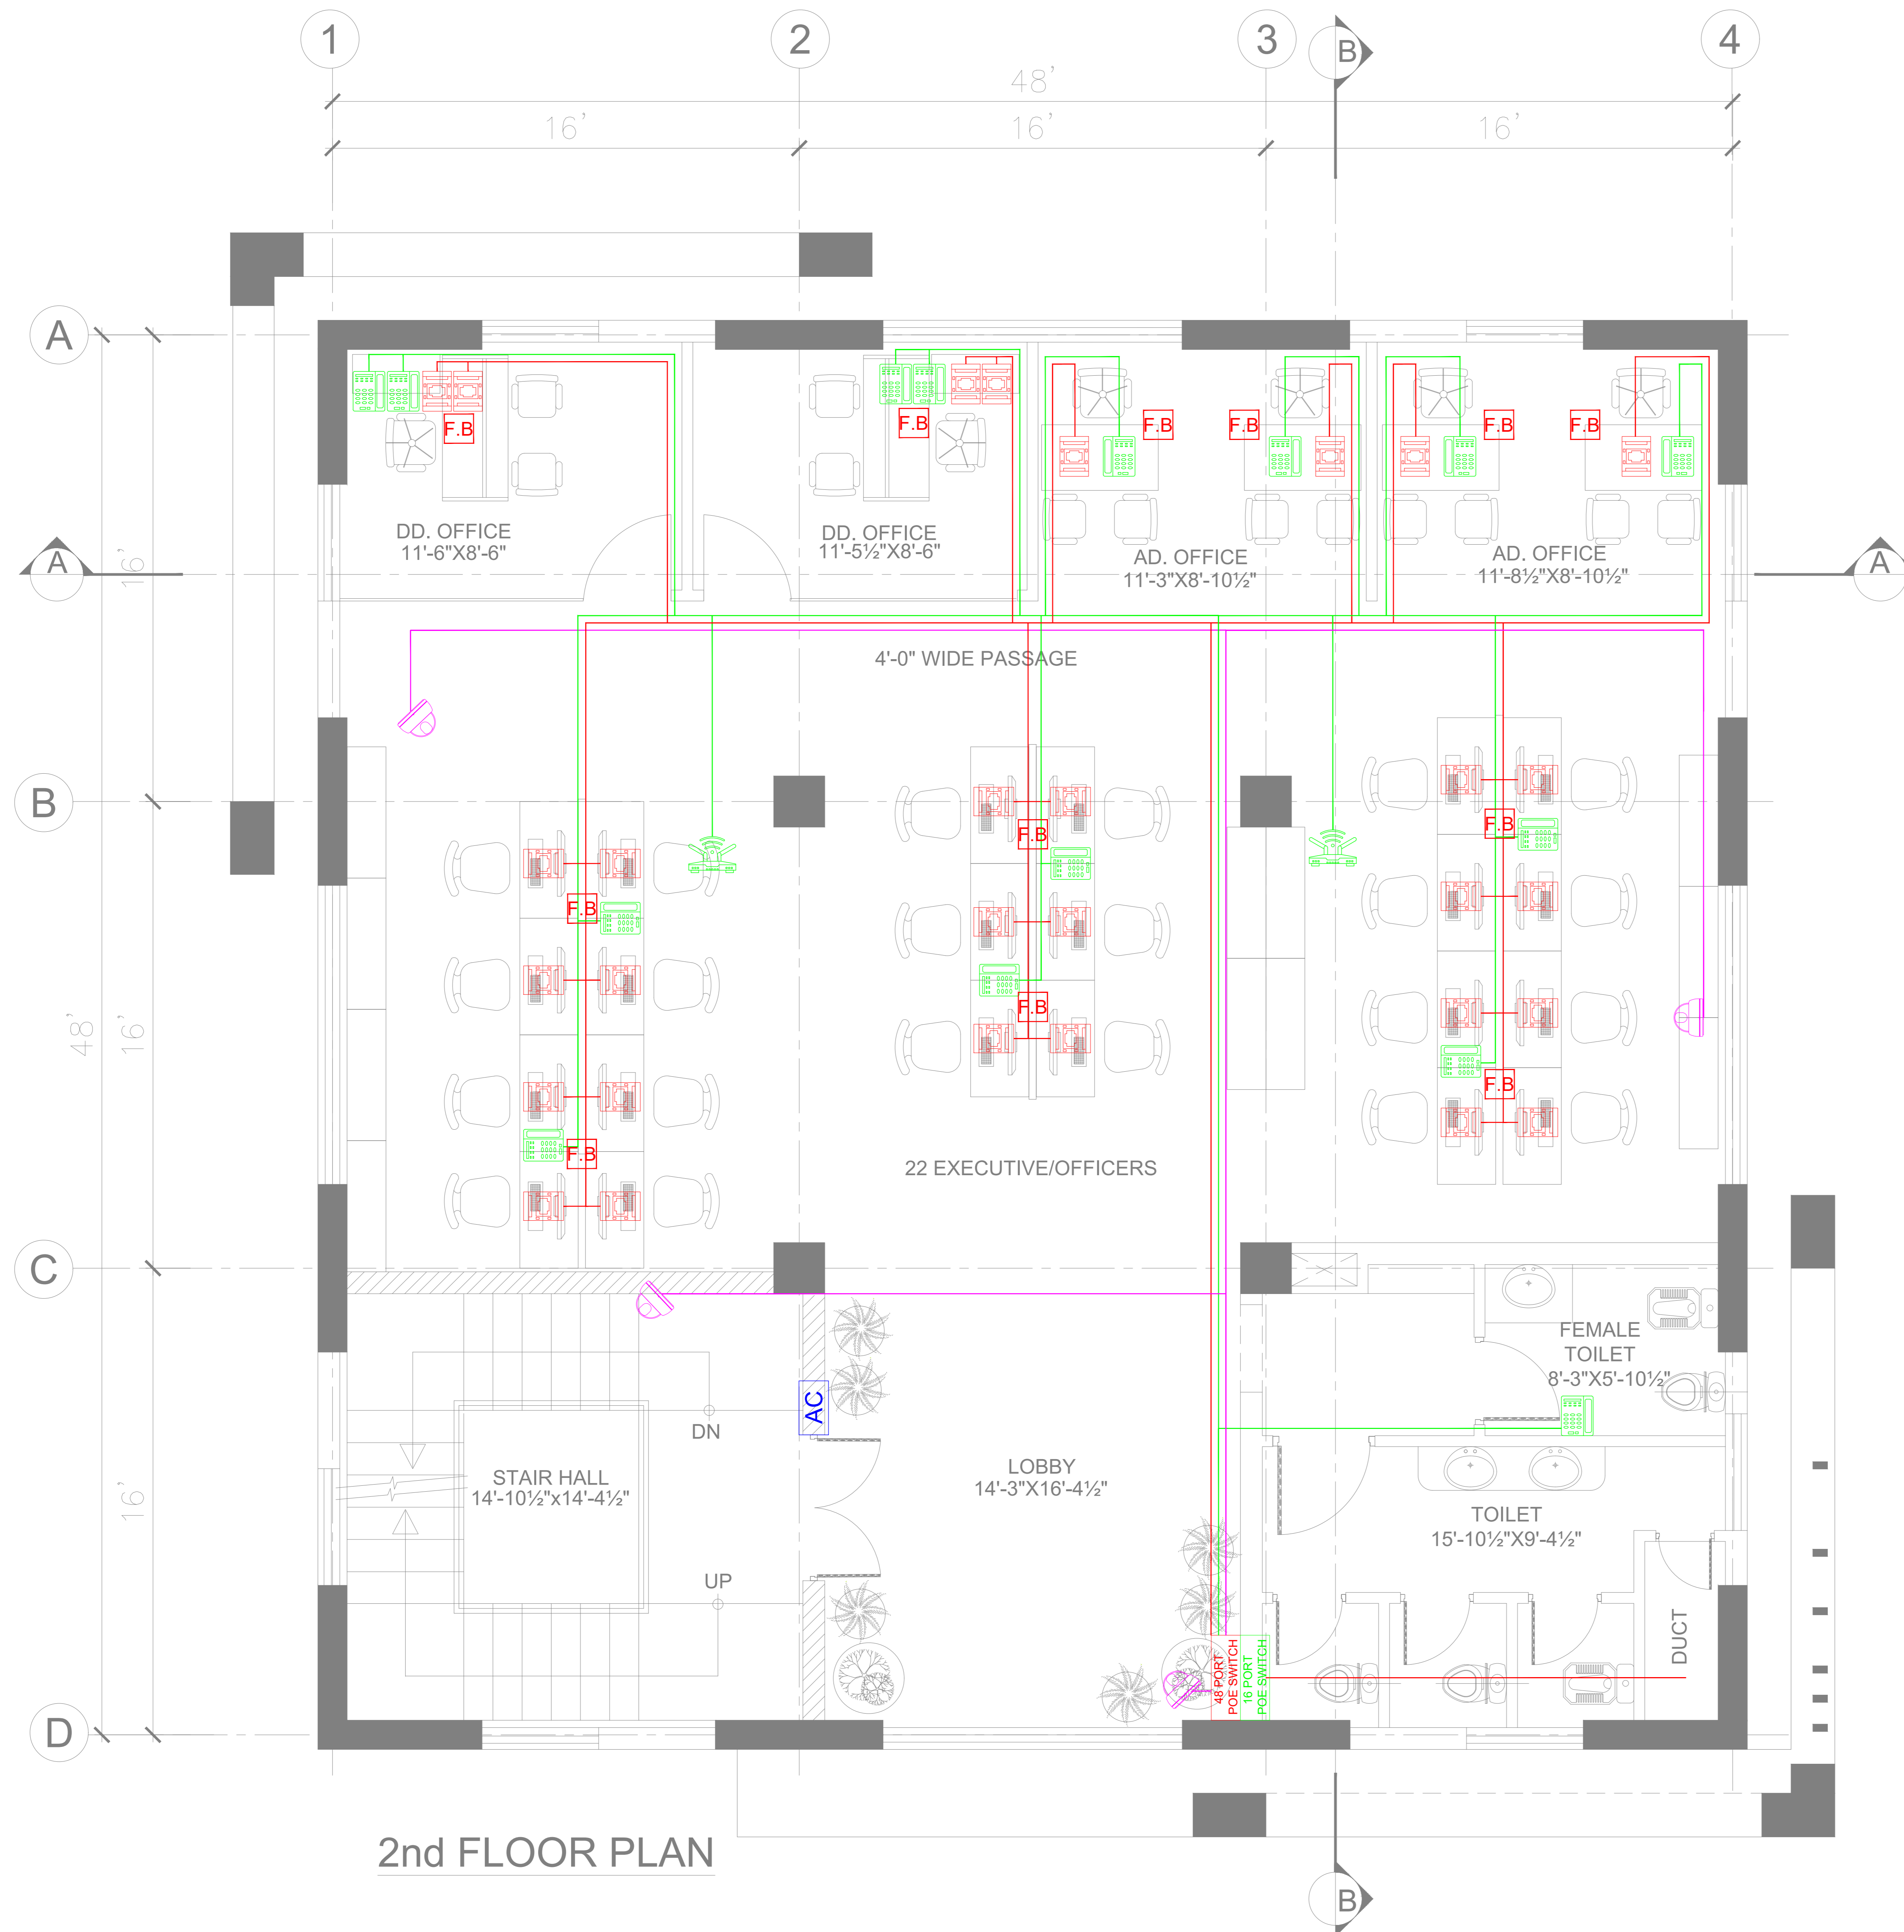 1
2
3
4
B
48'
16'
16'
16'
A
F.B
F.B
F.B
F.B
F.B
F.B
DD. OFFICE
11'-6"X8'-6"
DD. OFFICE
11'-5½"X8'-6"
AD. OFFICE
11'-3"X8'-10½"
AD. OFFICE
11'-8½"X8'-10½"
A
A
16'
4'-0" WIDE PASSAGE
B
F.B
F.B
F.B
F.B
F.B
F.B
48'
16'
22 EXECUTIVE/OFFICERS
C
FEMALE
TOILET
8'-3"X5'-10½"
AC
DN
STAIR HALL
14'-10½"x14'-4½"
LOBBY
14'-3"X16'-4½"
TOILET
15'-10½"X9'-4½"
16'
UP
DUCT
48 PORT
POE SWITCH
16 PORT
POE SWITCH
D
2nd FLOOR PLAN
B